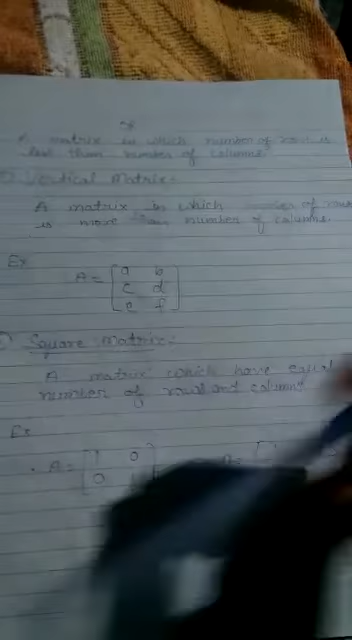 or
A matrix in which number of rows is
less than number of columns.
Vertical Matrix:-
A matrix in which number of rows
is more than number of columns.
Ex
A = [a b
c d
e f]
Square Matrix:-
A matrix which have equal
number of rows and column
Ex
A = [1 0
0
A =